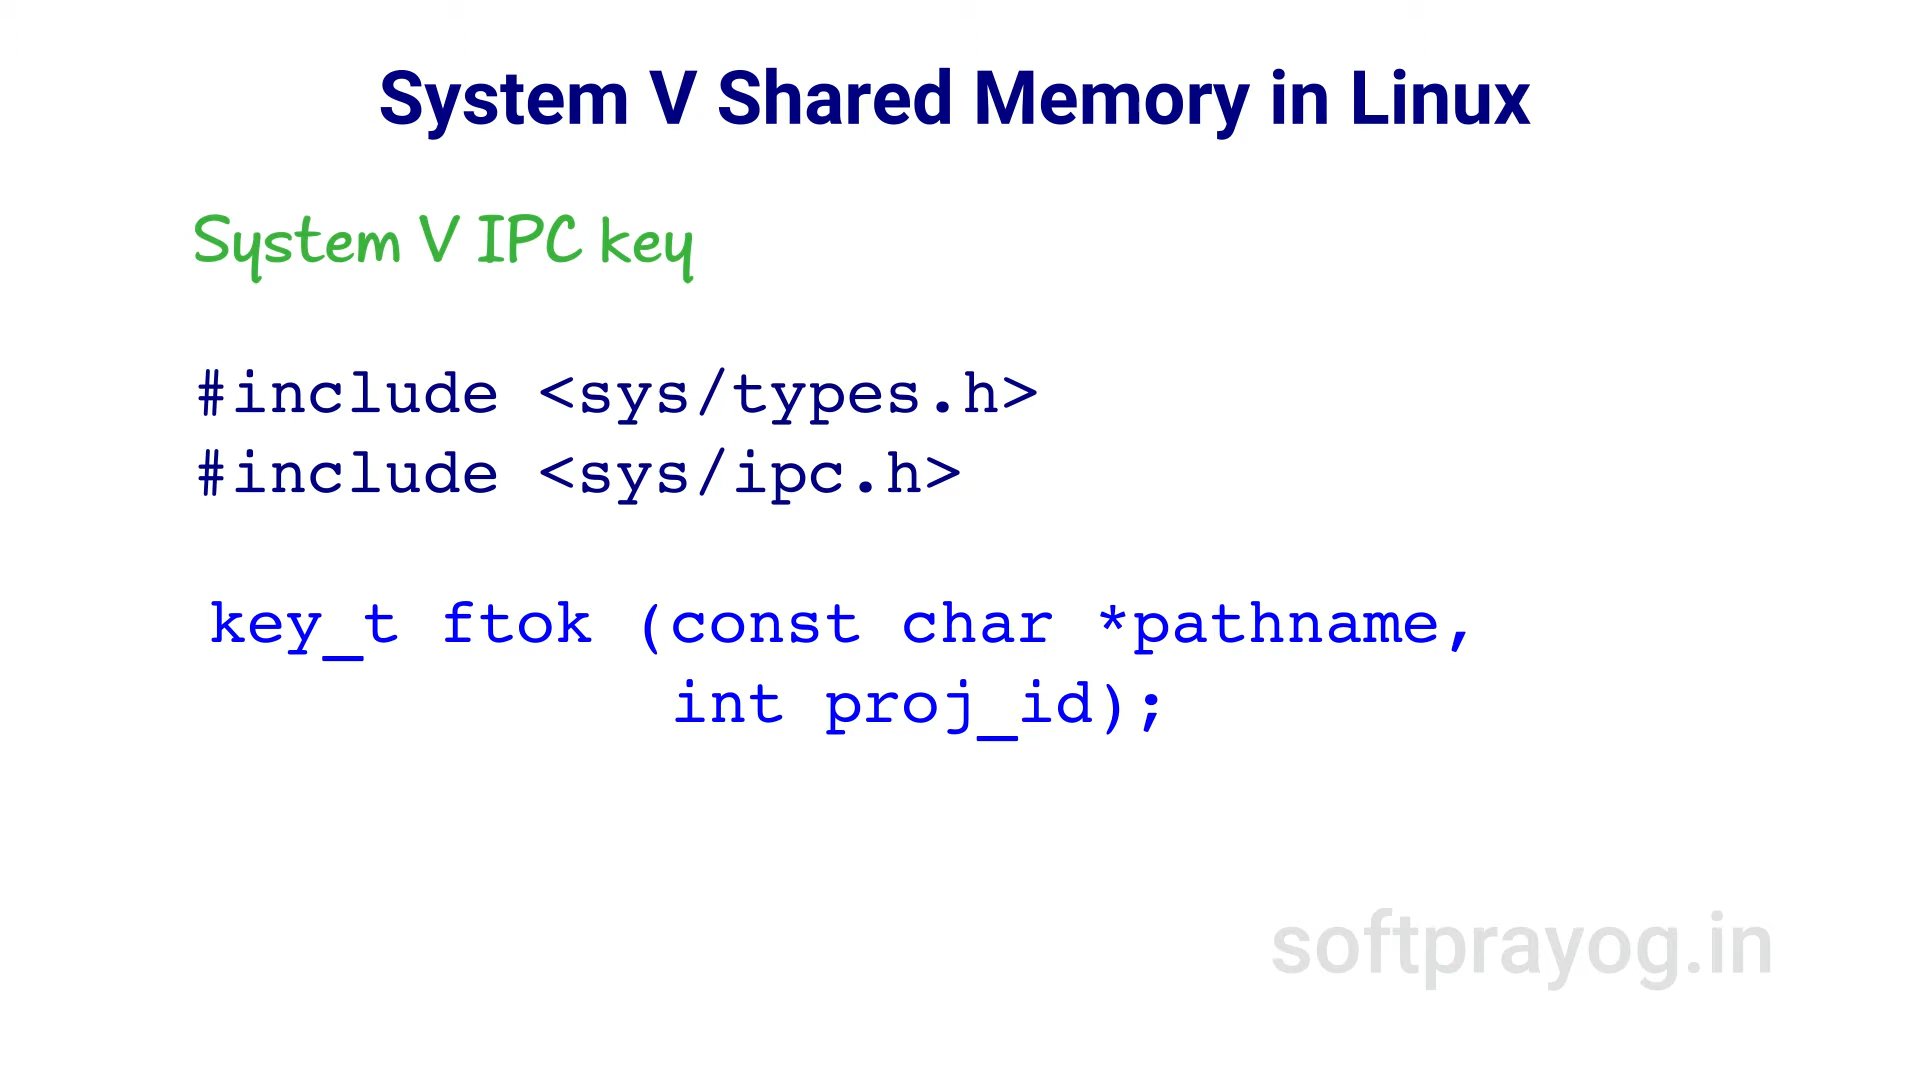 System V Shared Memory in Linux
System V IPC key
#include <sys/types.h>
#include <sys/ipc.h>
key_t ftok (const char *pathname,
int proj_id);
softprayog.in